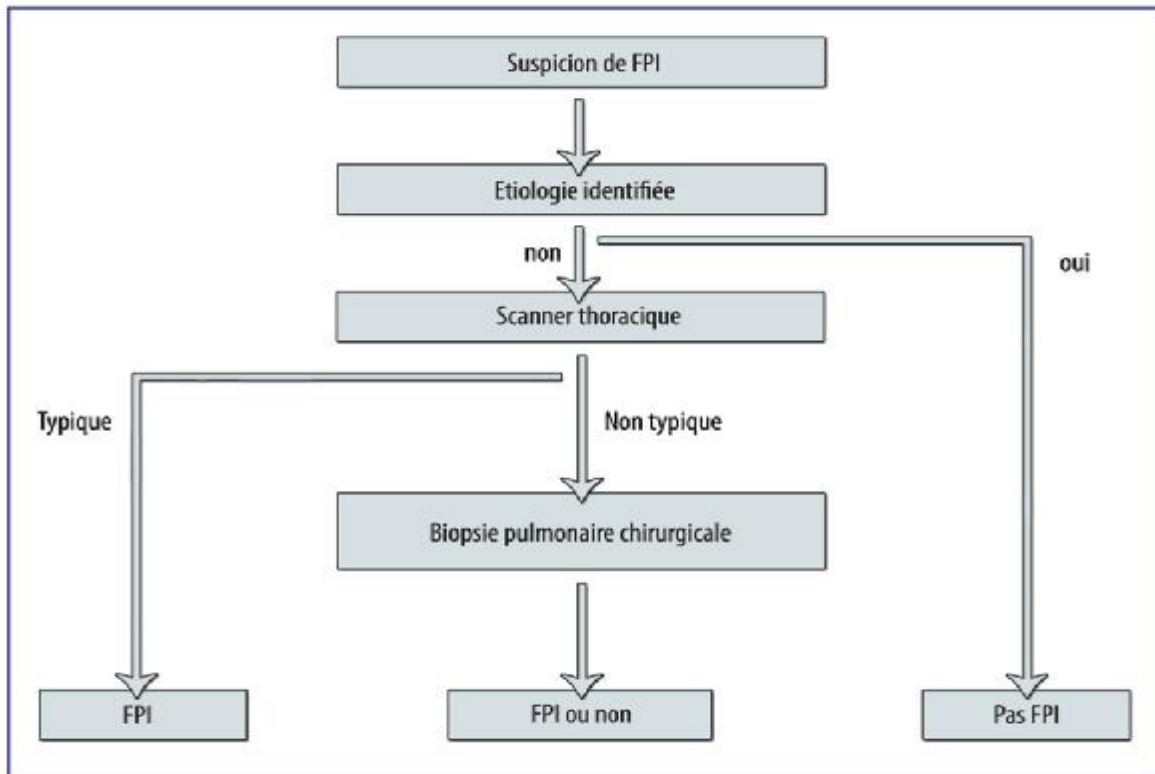 Suspicion de FPI
Etiologie identifiée
non
oui
Scanner thoracique
Typique
Non typique
Biopsie pulmonaire chirurgicale
FPI
FPI ou non
Pas FPI